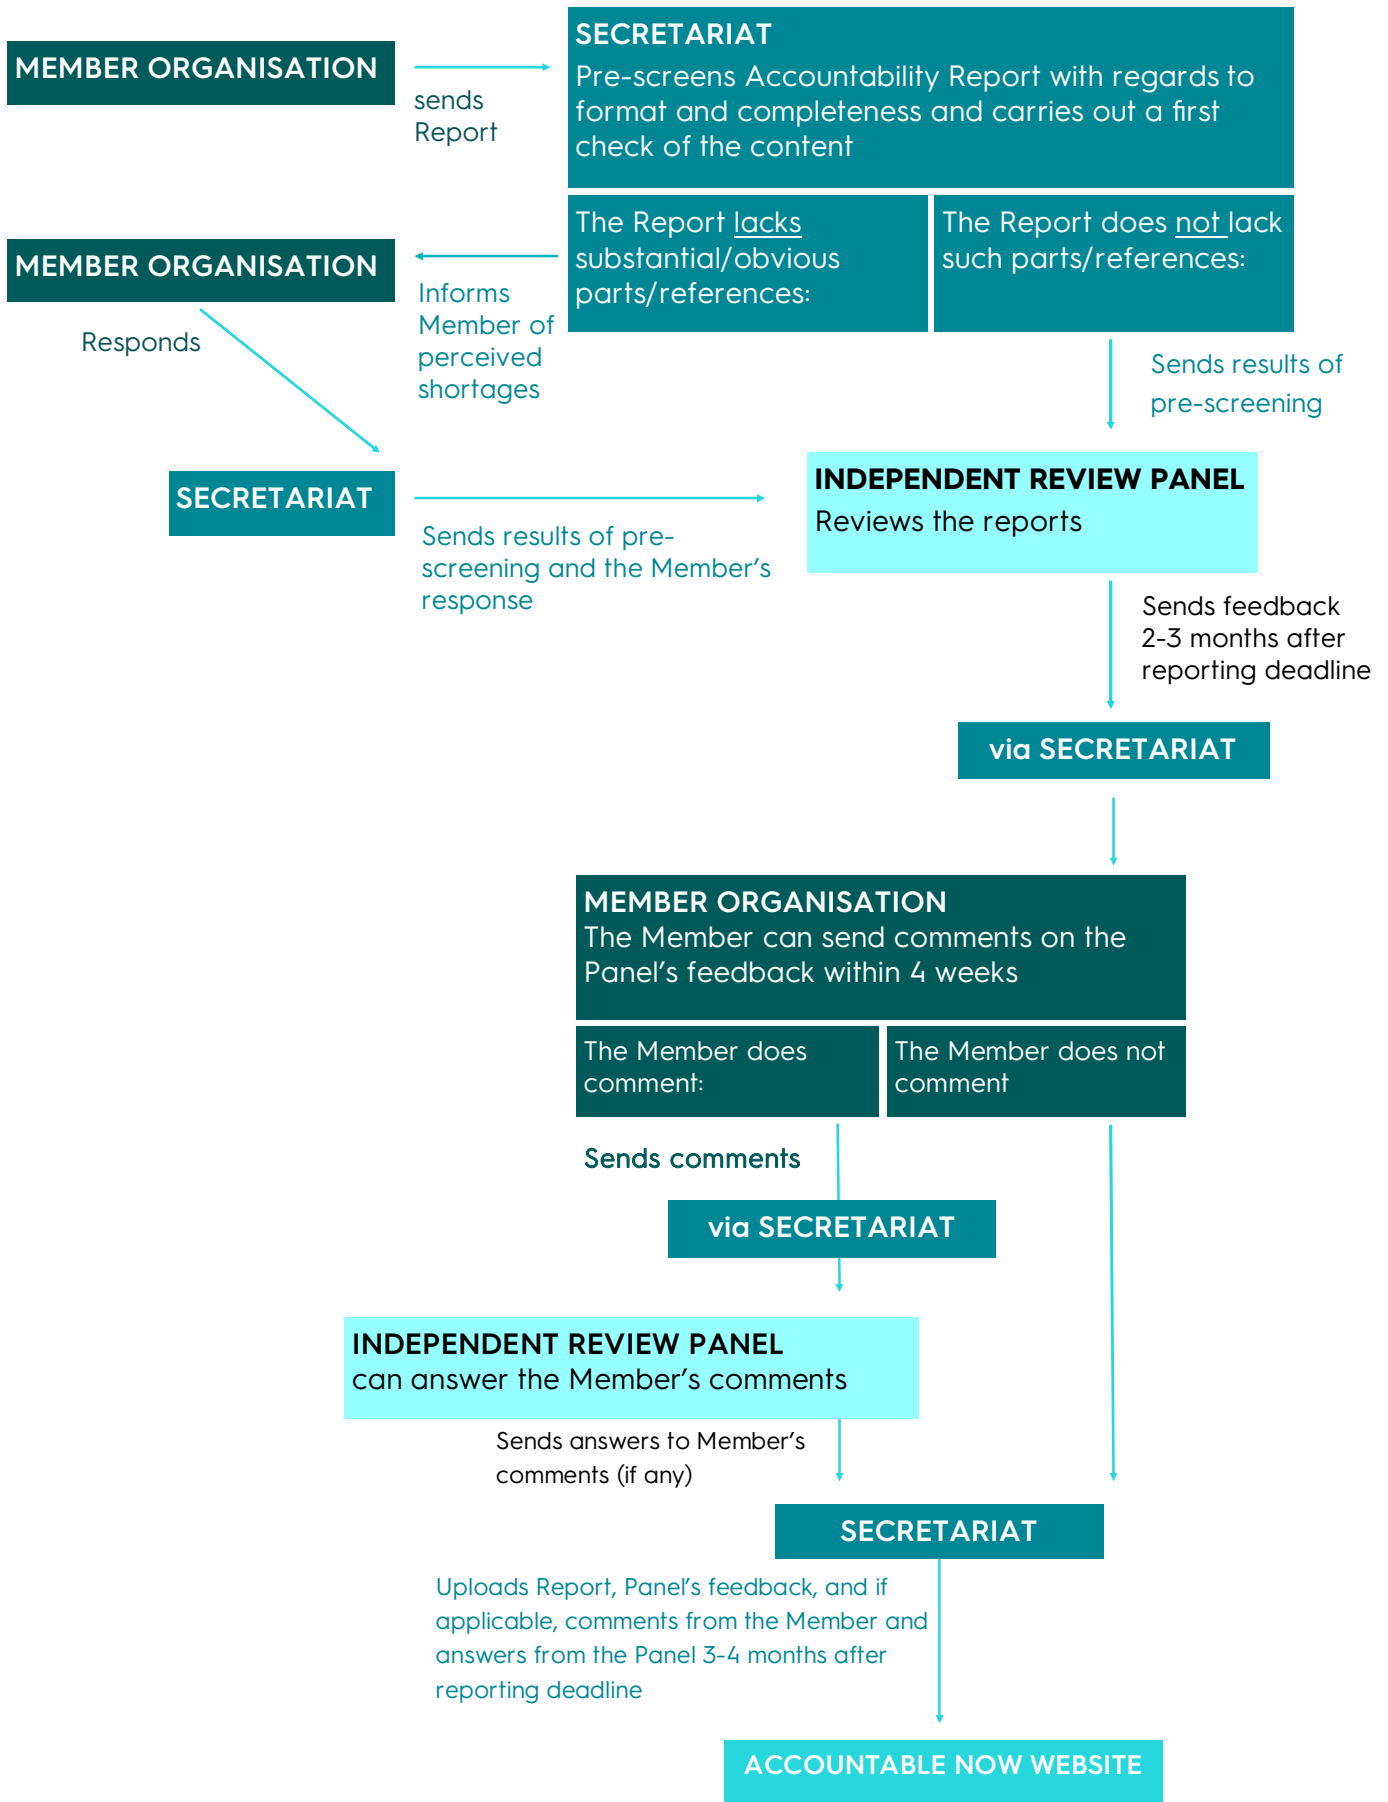 MEMBER ORGANISATION
sends
Report
SECRETARIAT
Pre-screens Accountability Report with regards to
format and completeness and carries out a first
check of the content
The Report lacks
substantial/obvious
parts/references:
The Report does not lack
such parts/references:
MEMBER ORGANISATION
Informs
Member of
perceived
shortages
Responds
Sends results of
pre-screening
SECRETARIAT
Sends results of pre-
screening and the Member's
response
INDEPENDENT REVIEW PANEL
Reviews the reports
Sends feedback
2-3 months after
reporting deadline
via SECRETARIAT
MEMBER ORGANISATION
The Member can send comments on the
Panel's feedback within 4 weeks
The Member does
comment:
The Member does not
comment
Sends comments
via SECRETARIAT
INDEPENDENT REVIEW PANEL
can answer the Member's comments
Sends answers to Member's
comments (if any)
SECRETARIAT
Uploads Report, Panel's feedback, and if
applicable, comments from the Member and
answers from the Panel 3-4 months after
reporting deadline
ACCOUNTABLE NOW WEBSITE